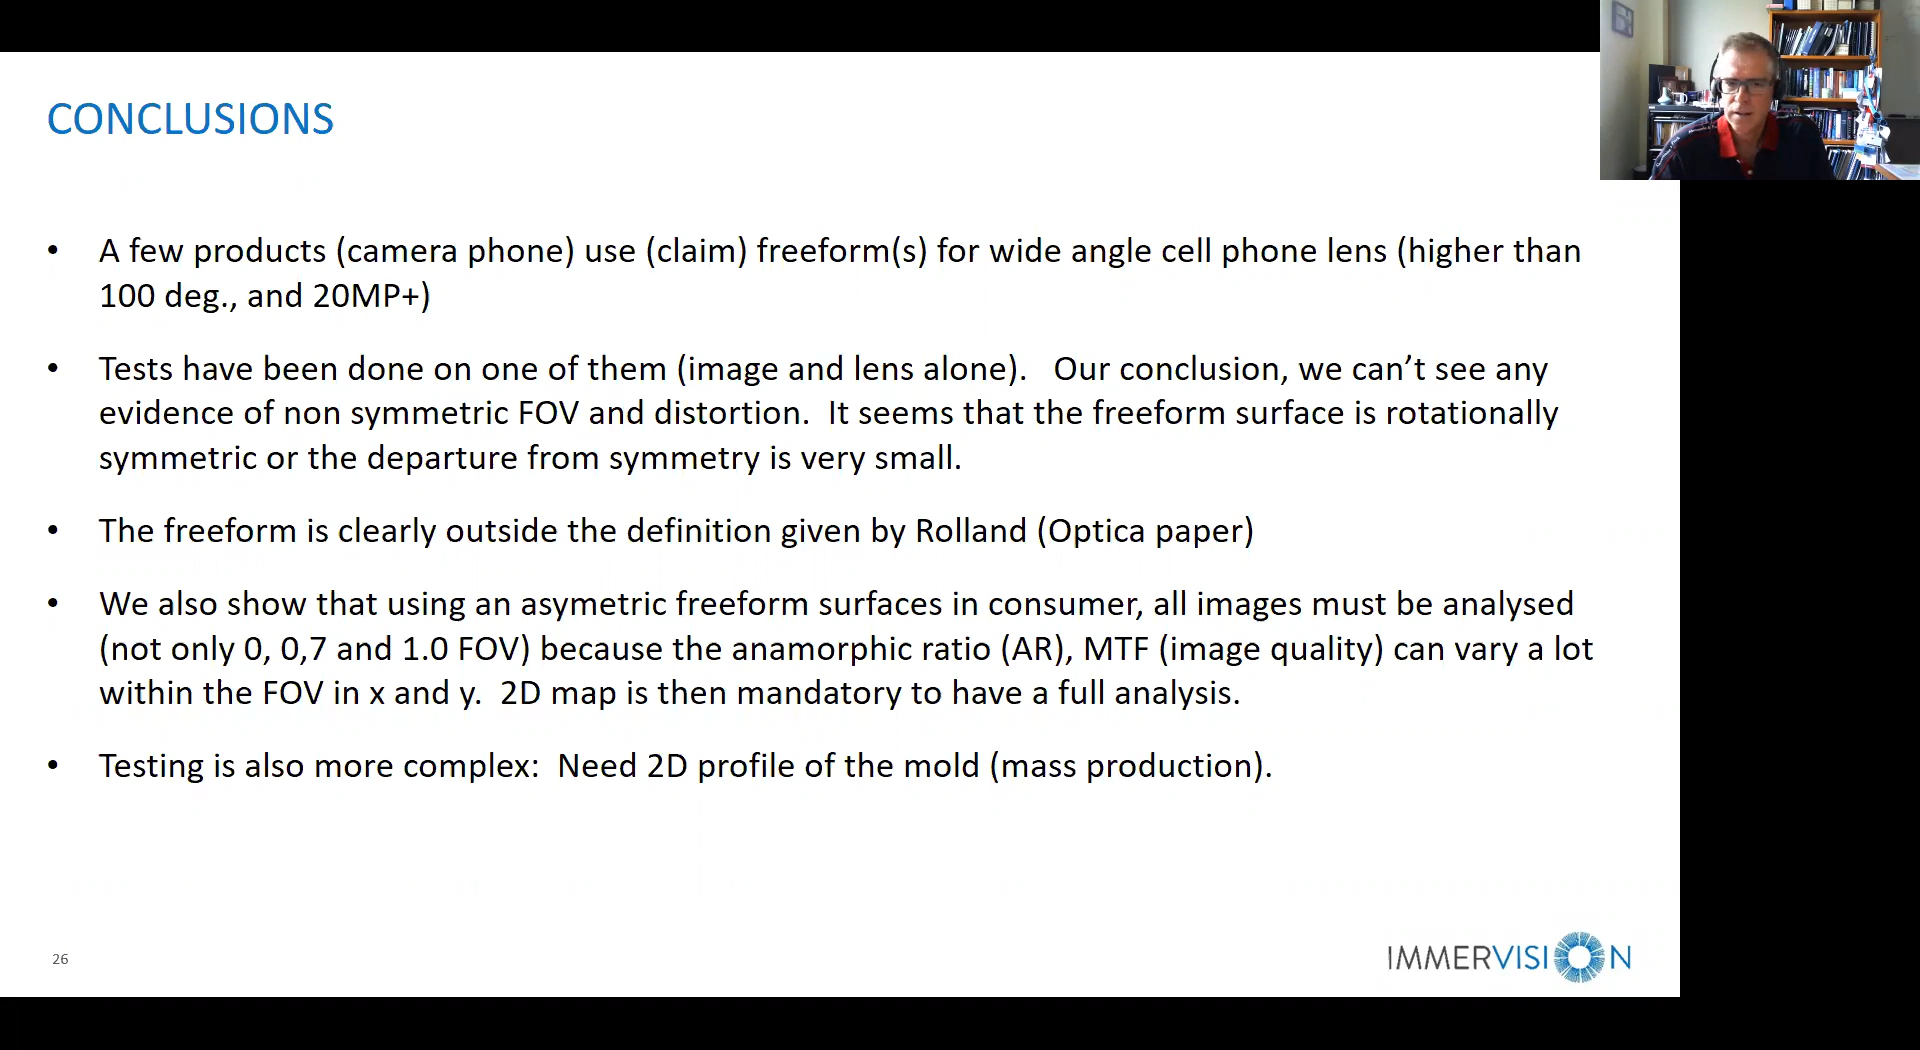 CONCLUSIONS
• A few products (camera phone) use (claim) freeform(s) for wide angle cell phone lens (higher than
100 deg., and 20MP+)
• Tests have been done on one of them (image and lens alone).   Our conclusion, we can’t see any
evidence of non symmetric FOV and distortion.  It seems that the freeform surface is rotationally
symmetric or the departure from symmetry is very small.
• The freeform is clearly outside the definition given by Rolland (Optica paper)
• We also show that using an asymetric freeform surfaces in consumer, all images must be analysed
(not only 0, 0,7 and 1.0 FOV) because the anamorphic ratio (AR), MTF (image quality) can vary a lot
within the FOV in x and y.  2D map is then mandatory to have a full analysis.
• Testing is also more complex:  Need 2D profile of the mold (mass production).
26
IMMERVISION